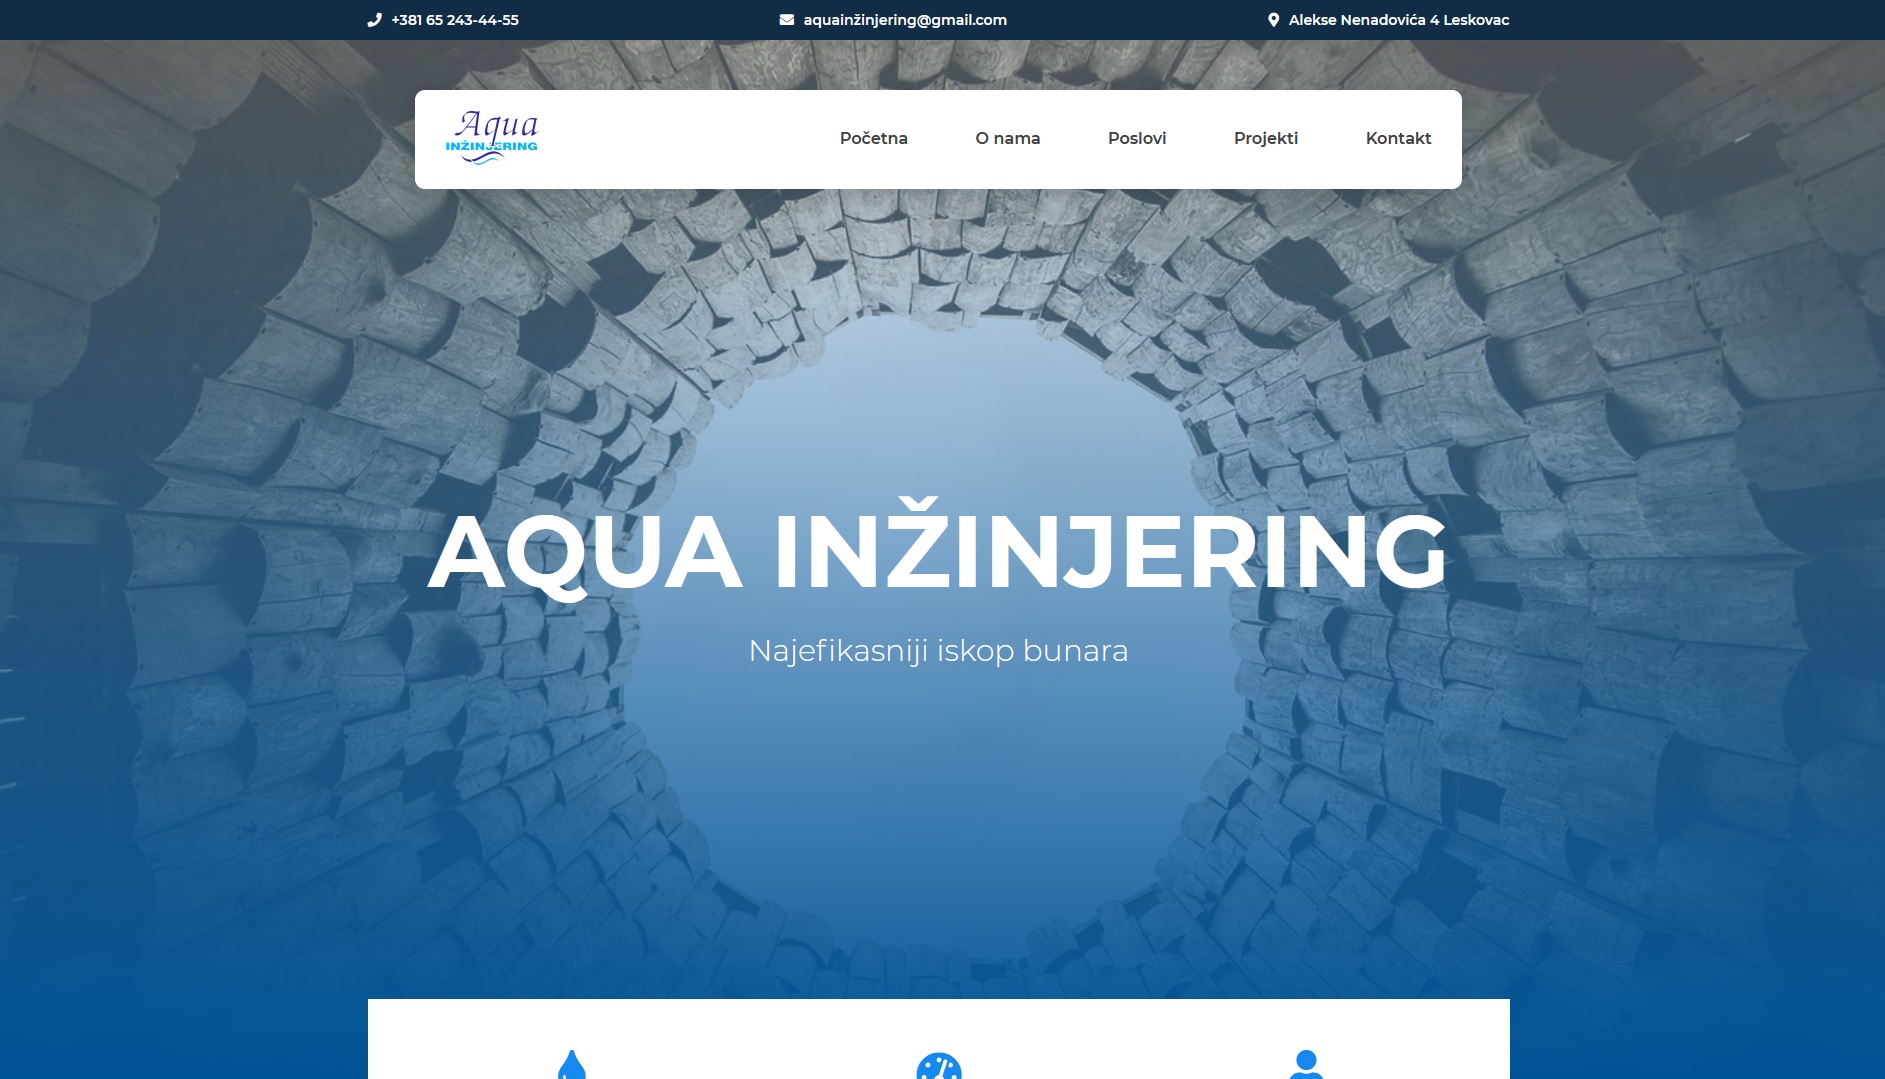 +381 65 243-44-55
aquainžinjering@gmail.com
Alekse Nenadovića 4 Leskovac
Aqua
INŽINJERING
Početna
O nama
Poslovi
Projekti
Kontakt
AQUA INŽINJERING
Najefikasniji iskop bunara